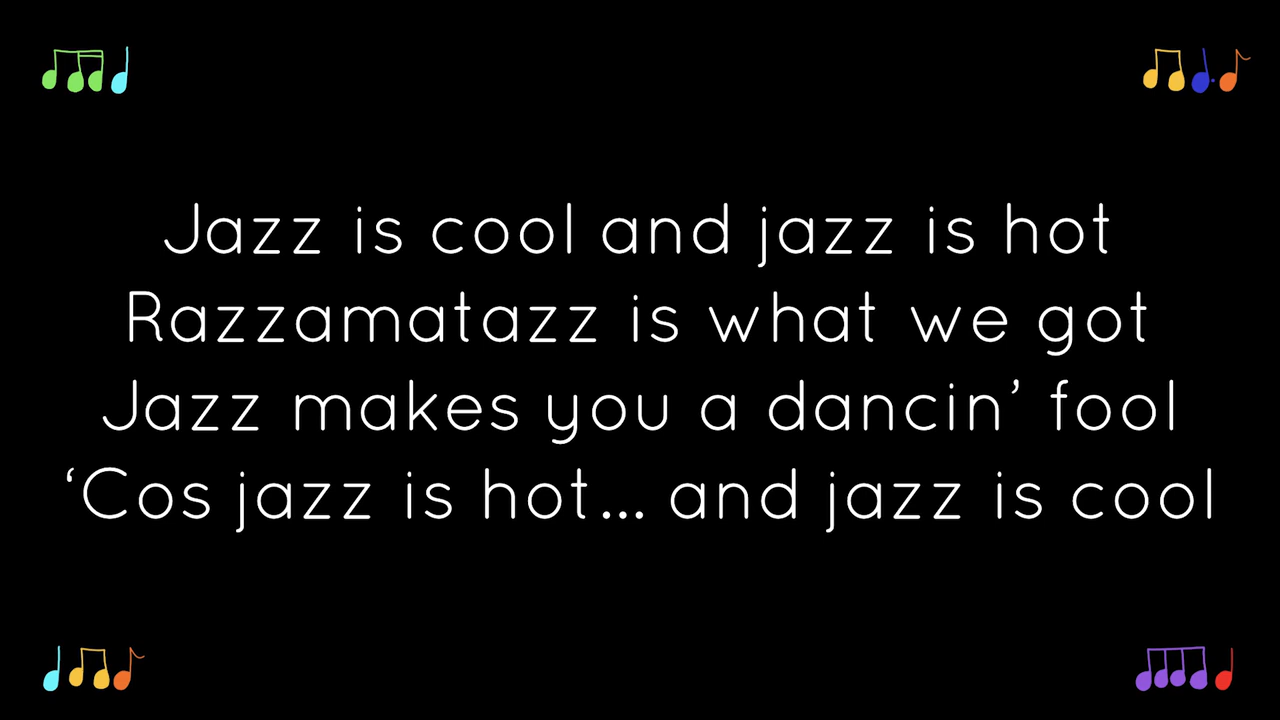 Jazz is cool and jazz is hot
Razzamatazz is what we got
Jazz makes you a dancin’ fool
‘Cos jazz is hot... and jazz is cool